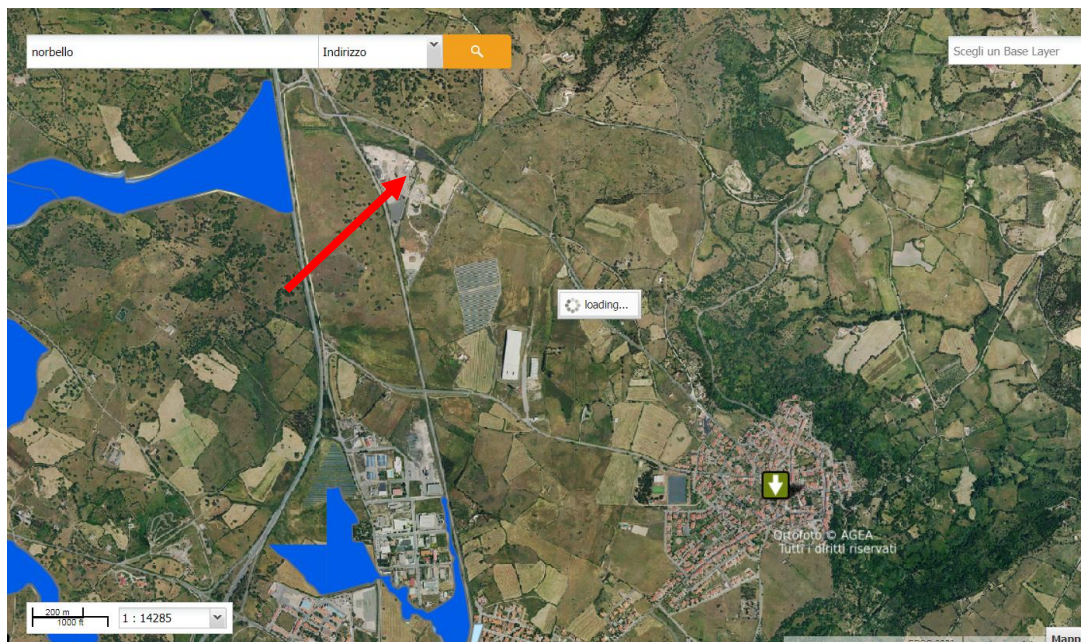 norbello
Indirizzo
Scegli un Base Layer
loading...
Ortofoto © AGEA
Tutti i diritti riservati
200 m
1000 ft
1 : 14285
Mapp